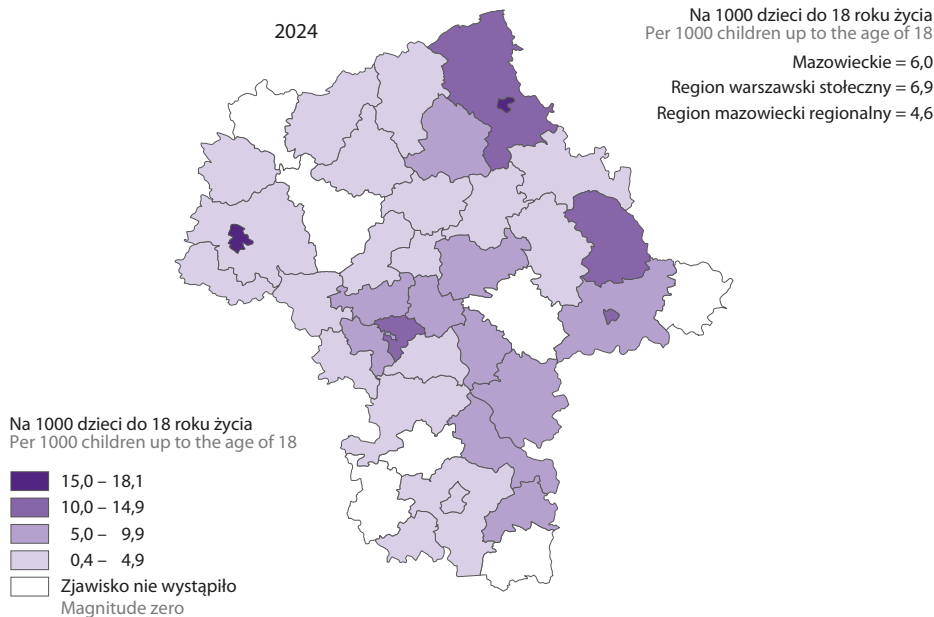 2024
Na 1000 dzieci do 18 roku życia
Per 1000 children up to the age of 18
Mazowieckie = 6,0
Region warszawski stołeczny = 6,9
Region mazowiecki regionalny = 4,6
Na 1000 dzieci do 18 roku życia
Per 1000 children up to the age of 18
15,0 – 18,1
10,0 – 14,9
5,0 – 9,9
0,4 – 4,9
Zjawisko nie wystąpiło
Magnitude zero